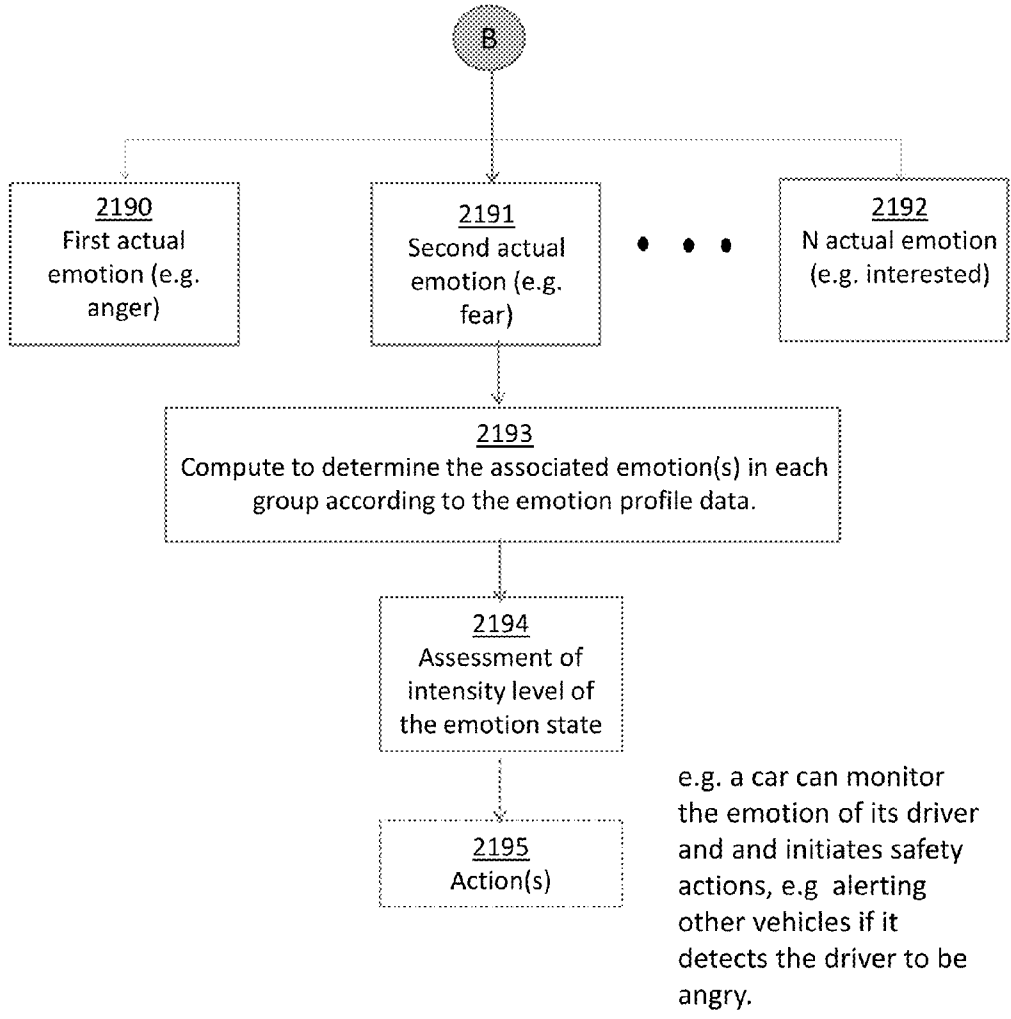 B
2190
First actual
emotion (e.g.
anger)
2191
Second actual
emotion (e.g.
fear)
2192
N actual emotion
(e.g. interested)
2193
Compute to determine the associated emotion(s) in each
group according to the emotion profile data.
2194
Assessment of
intensity level of
the emotion state
2195
Action(s)
e.g. a car can monitor
the emotion of its driver
and and initiates safety
actions, e.g alerting
other vehicles if it
detects the driver to be
angry.